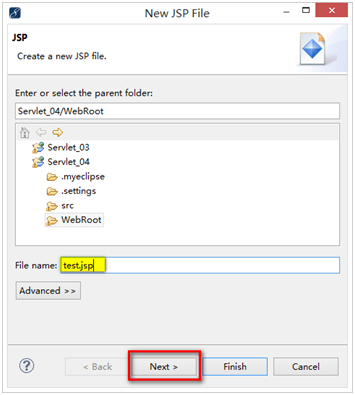 New JSP File
JSP
Create a new JSP file.
Enter or select the parent folder:
Servlet_04/WebRoot
Servlet_03
Servlet_04
.myeclipse
.settings
src
WebRoot
File name: test.jsp
Advanced >>
? < Back Next > Finish Cancel